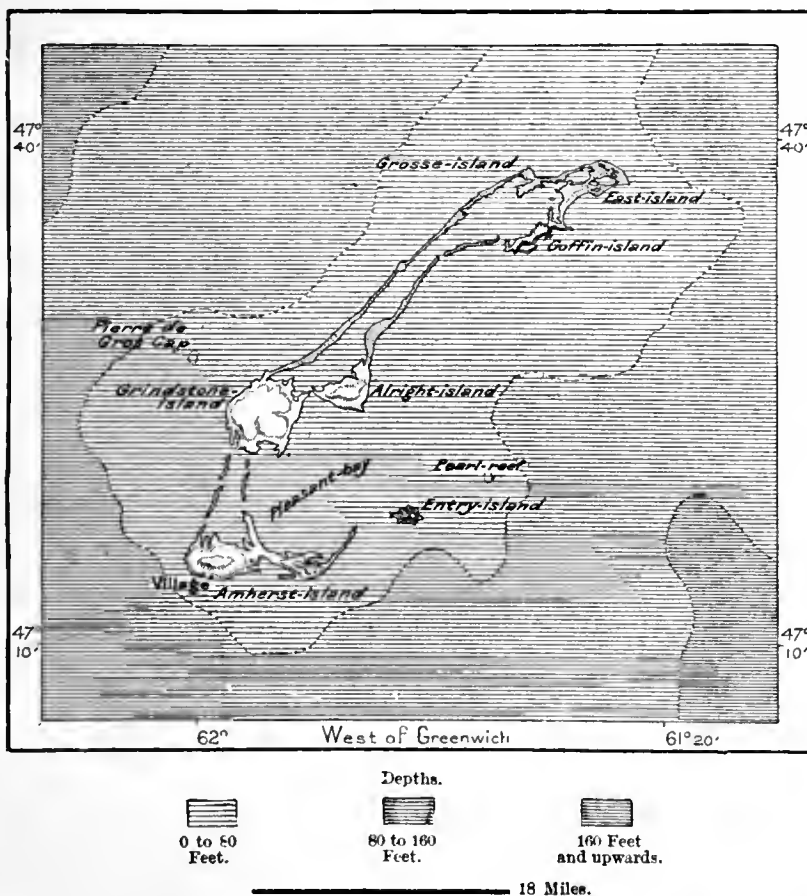 47°
40'
47°
40'
Grosse-island
East-island
Coffin-island
Pierre de
Gros Cap
Grindstone-
Island
Alright-island
Pleasant-bay
Pearl-reef
Entry-Island
Village
Amherst-Island
47°
10'
47°
10'
62°
West of Greenwich
61°20'
Depths.
0 to 80
Feet.
80 to 160
Feet.
160 Feet
and upwards.
18 Miles.